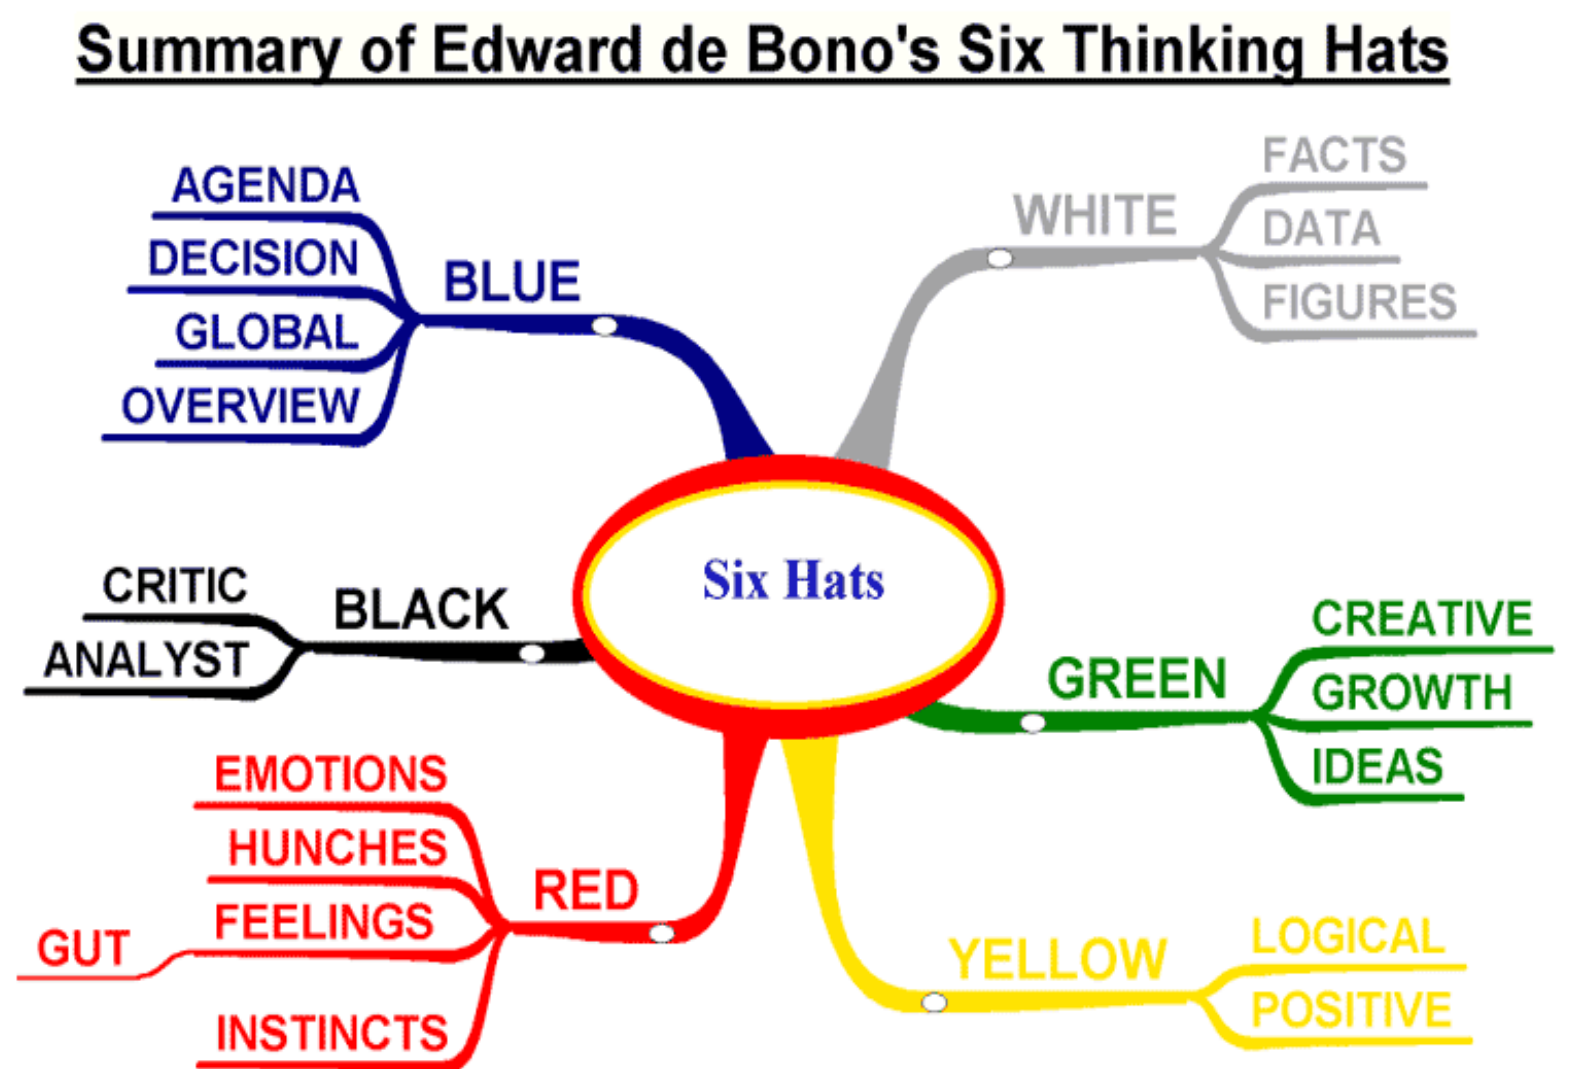 Summary of Edward de Bono's Six Thinking Hats
BLUE
AGENDA
DECISION
GLOBAL
OVERVIEW
WHITE
FACTS
DATA
FIGURES
Six Hats
BLACK
CRITIC
ANALYST
GREEN
CREATIVE
GROWTH
IDEAS
RED
EMOTIONS
HUNCHES
FEELINGS
GUT
INSTINCTS
YELLOW
LOGICAL
POSITIVE